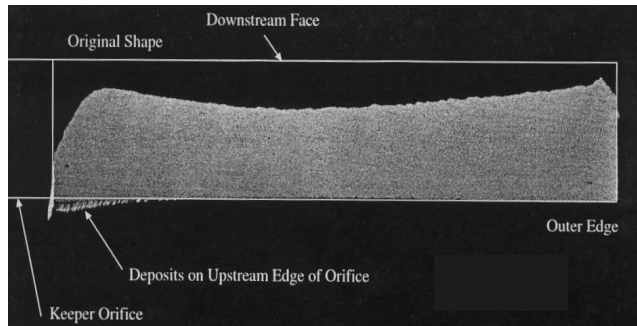 Downstream Face
Original Shape
Outer Edge
Deposits on Upstream Edge of Orifice
Keeper Orifice